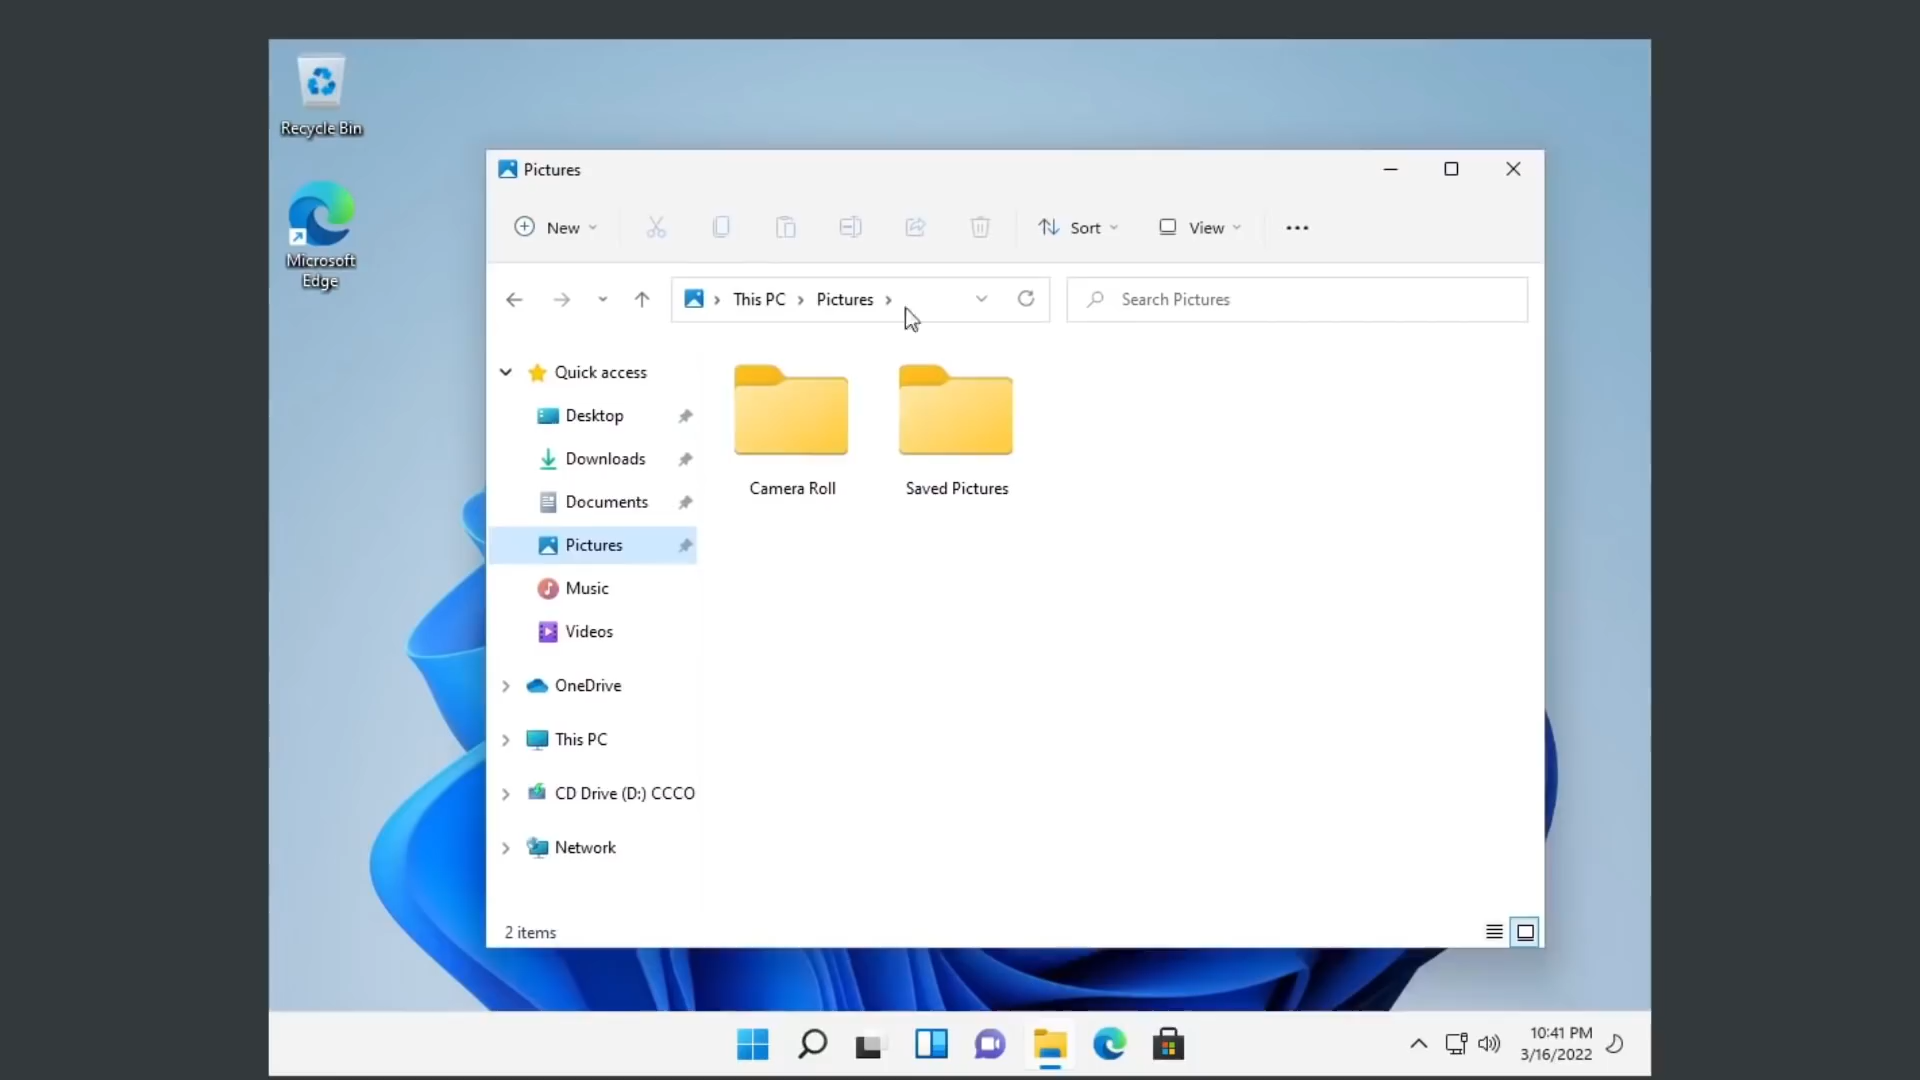 Recycle Bin
Microsoft
Edge
Pictures
New
Sort
View
This PC
Pictures
Search Pictures
Quick access
Desktop
Downloads
Documents
Pictures
Music
Videos
OneDrive
This PC
CD Drive (D:) CCCO
Network
Camera Roll
Saved Pictures
2 items
10:41 PM
3/16/2022